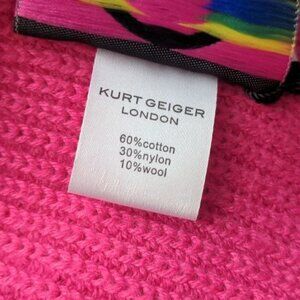 KURT GEIGER
LONDON
60%cotton
30%nylon
10%wool